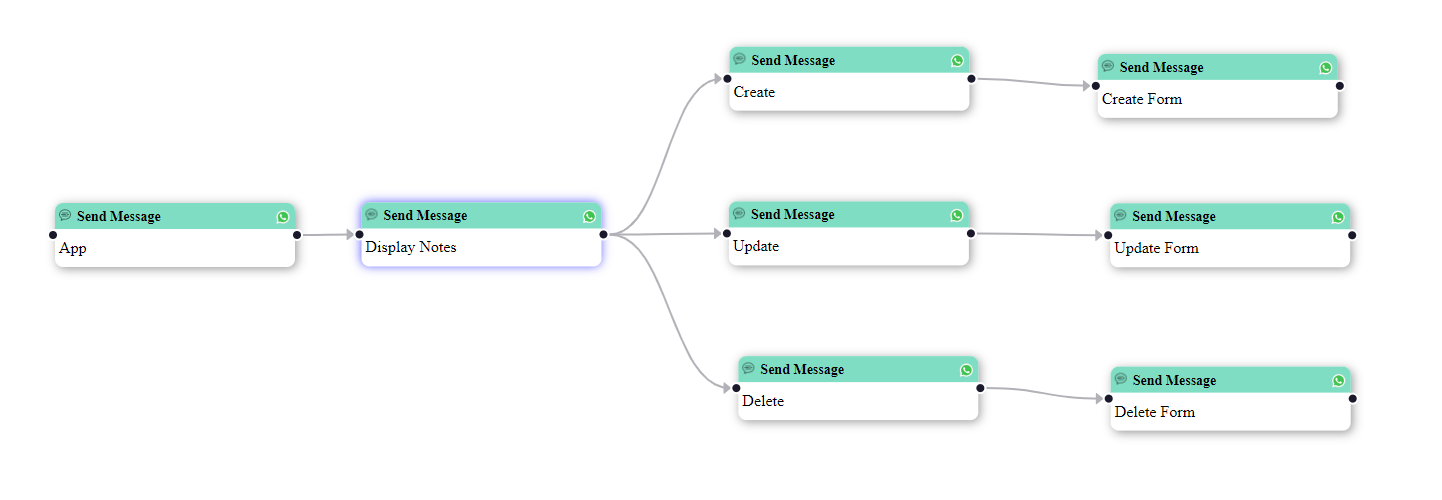 Send Message
App
Send Message
Display Notes
Send Message
Create
Send Message
Create Form
Send Message
Update
Send Message
Update Form
Send Message
Delete
Send Message
Delete Form